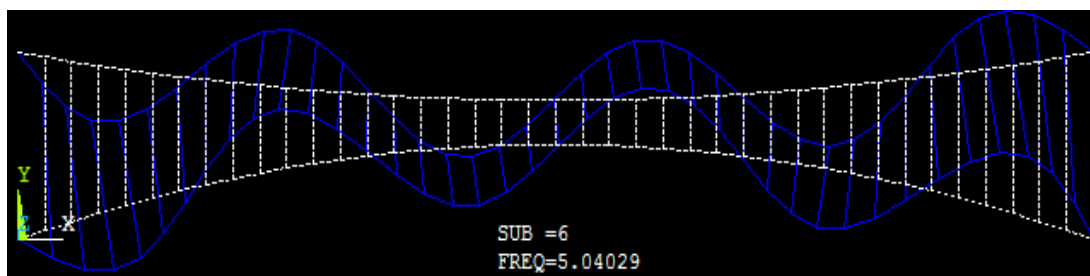 Y
Z X
SUB =6
FREQ=5.04029